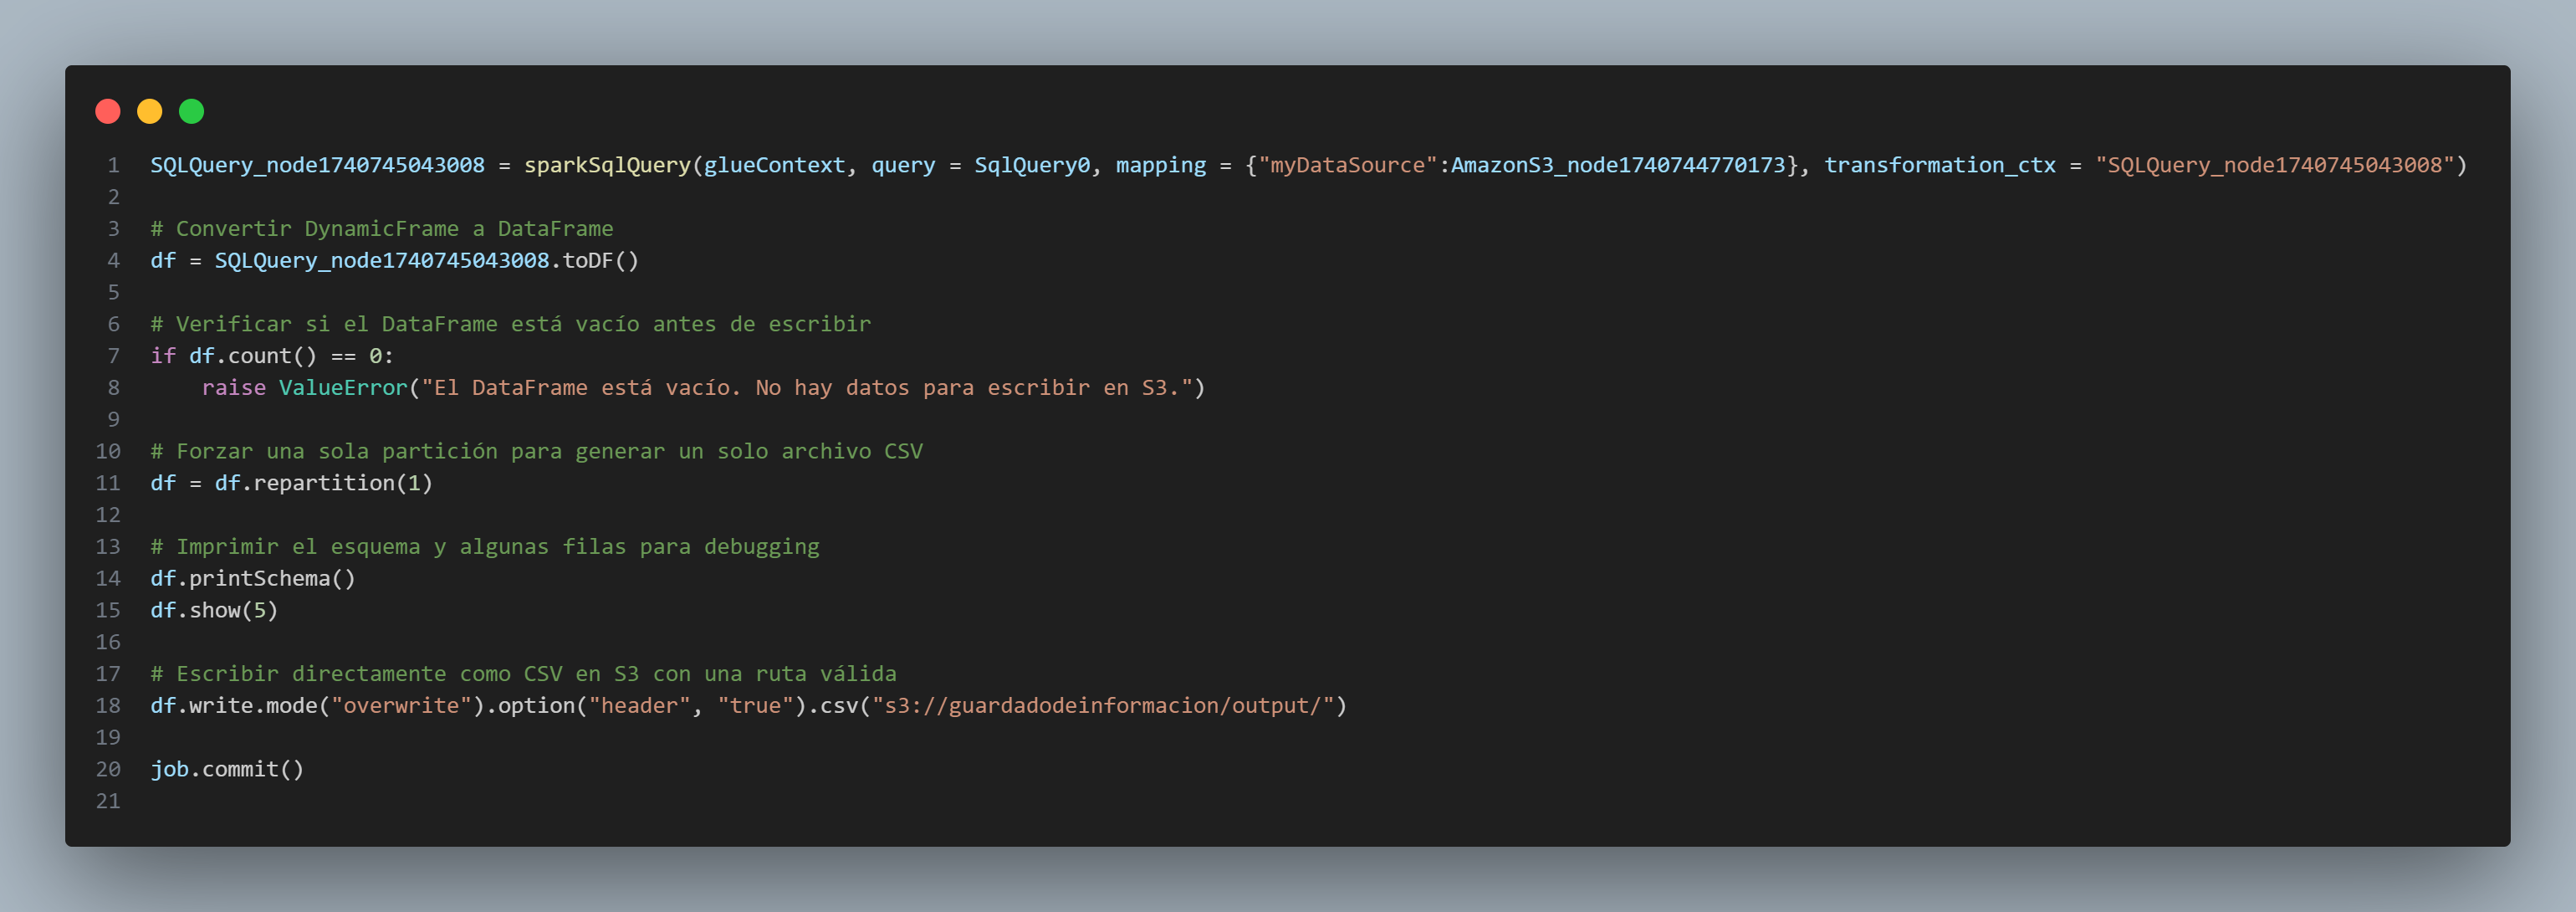 1 SQLQuery_node1740745043008 = sparkSqlQuery(glueContext, query = SqlQuery0, mapping = {"myDataSource":AmazonS3_node1740744770173}, transformation_ctx = "SQLQuery_node1740745043008")
2
3 # Convertir DynamicFrame a DataFrame
4 df = SQLQuery_node1740745043008.toDF()
5
6 # Verificar si el DataFrame está vacío antes de escribir
7 if df.count() == 0:
8     raise ValueError("El DataFrame está vacío. No hay datos para escribir en S3.")
9
10 # Forzar una sola partición para generar un solo archivo CSV
11 df = df.repartition(1)
12
13 # Imprimir el esquema y algunas filas para debugging
14 df.printSchema()
15 df.show(5)
16
17 # Escribir directamente como CSV en S3 con una ruta válida
18 df.write.mode("overwrite").option("header", "true").csv("s3://guardadodeinformacion/output/")
19
20 job.commit()
21